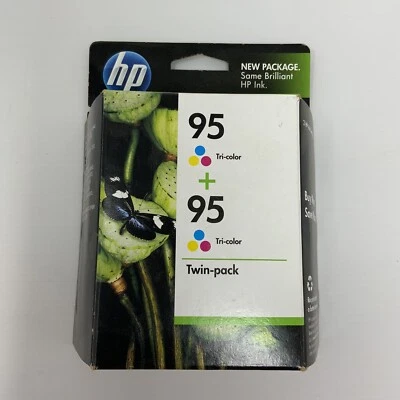 hp
NEW PACKAGE.
Same Brilliant
HP Ink.
95
Tri-color
+
95
Tri-color
Twin-pack